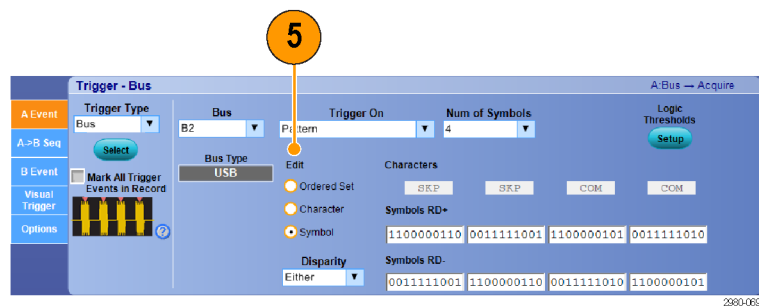 5
Trigger - Bus
A:Bus → Acquire
A Event
A->B Seq
B Event
Visual
Trigger
Options
Trigger Type
Bus
Select
Mark All Trigger
Events in Record
?
Bus
B2
Bus Type
USB
Trigger On
Pattern
Num of Symbols
4
Logic
Thresholds
Setup
Edit
Ordered Set
Character
Symbol
Disparity
Either
Characters
SKP SKP COM COM
Symbols RD+
1100000110 0011111001 1100000101 0011111010
Symbols RD-
0011111001 1100000110 0011111010 1100000101
2980-069